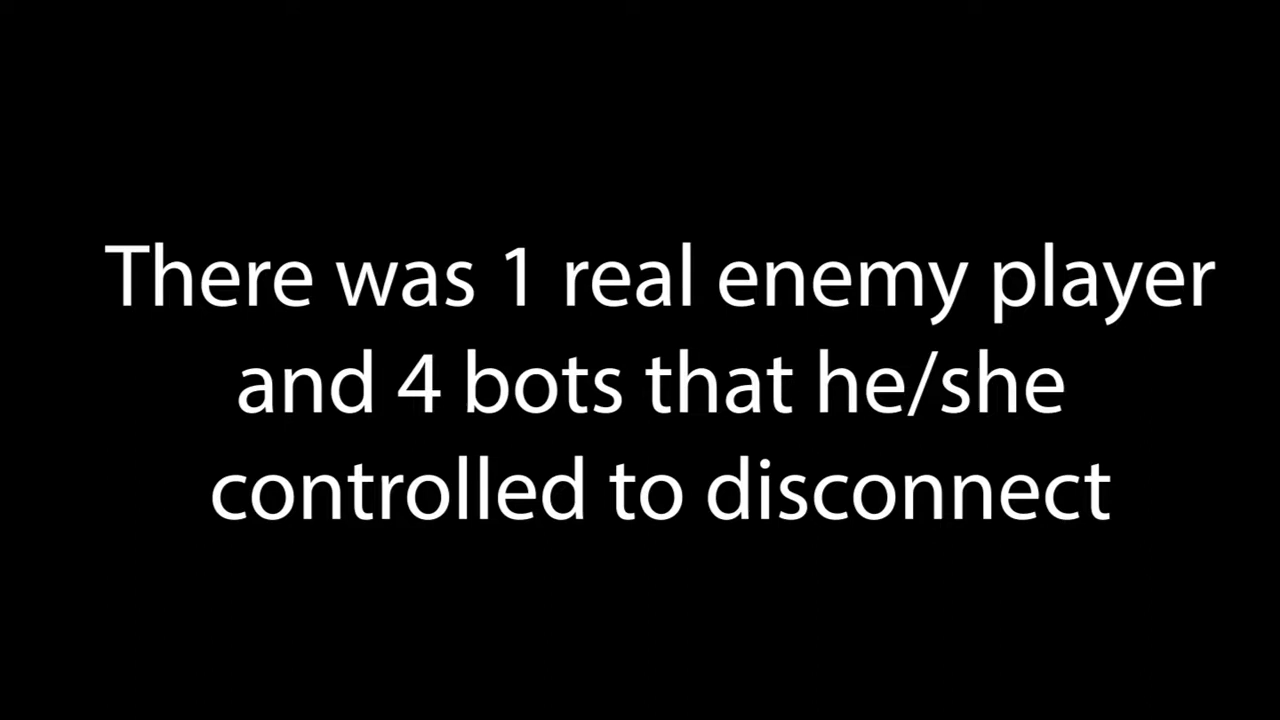 There was 1 real enemy player
and 4 bots that he/she
controlled to disconnect